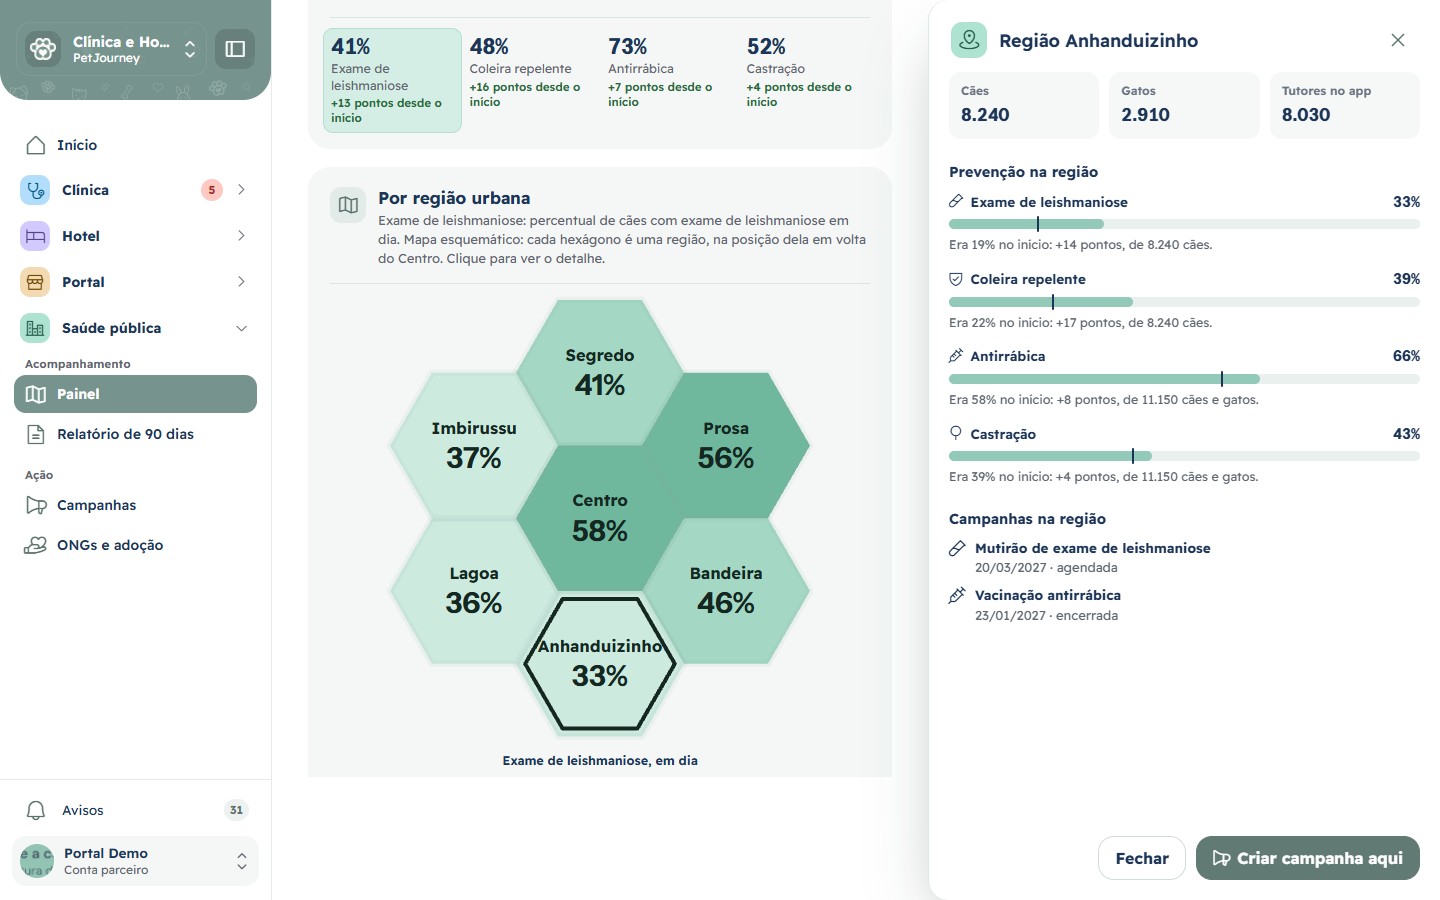 Clínica e Ho...
PetJourney
Início
Clínica
5
Hotel
Portal
Saúde pública
Acompanhamento
Painel
Relatório de 90 dias
Ação
Campanhas
ONGs e adoção
Avisos
31
Portal Demo
Conta parceiro
41%
Exame de
leishmaniose
+13 pontos desde o
início
48%
Coleira repelente
+16 pontos desde o
início
73%
Antirrábica
+7 pontos desde o
início
52%
Castração
+4 pontos desde o
início
Por região urbana
Exame de leishmaniose: percentual de cães com exame de leishmaniose em
dia. Mapa esquemático: cada hexágono é uma região, na posição dela em volta
do Centro. Clique para ver o detalhe.
Segredo
41%
Imbirussu
37%
Prosa
56%
Centro
58%
Lagoa
36%
Bandeira
46%
Anhanduizinho
33%
Exame de leishmaniose, em dia
Região Anhanduizinho
Cães
8.240
Gatos
2.910
Tutores no app
8.030
Prevenção na região
Exame de leishmaniose 33%
Era 19% no início: +14 pontos, de 8.240 cães.
Coleira repelente 39%
Era 22% no início: +17 pontos, de 8.240 cães.
Antirrábica 66%
Era 58% no início: +8 pontos, de 11.150 cães e gatos.
Castração 43%
Era 39% no início: +4 pontos, de 11.150 cães e gatos.
Campanhas na região
Mutirão de exame de leishmaniose
20/03/2027 · agendada
Vacinação antirrábica
23/01/2027 · encerrada
Fechar
Criar campanha aqui